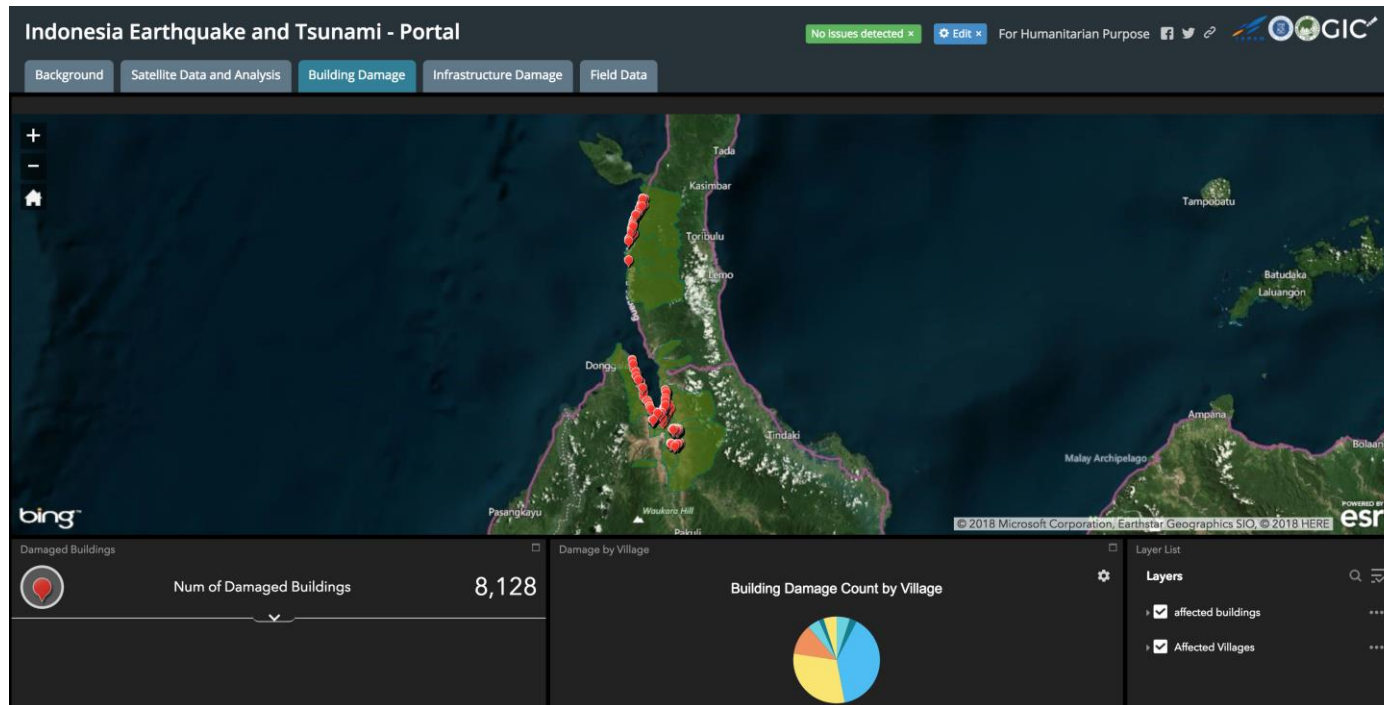 Indonesia Earthquake and Tsunami - Portal
No issues detected ×
Edit ×
For Humanitarian Purpose
GIC
Background
Satellite Data and Analysis
Building Damage
Infrastructure Damage
Field Data
+
−
Tada
Kasimbar
Tampobatu
Toribulu
Lemo
Batudaka
Laluangon
Tindaki
Ampana
Bolaan
Malay Archipelago
Pasangkayu
Waukara Hill
Pakuli
bing
POWERED BY
esri
© 2018 Microsoft Corporation, Earthstar Geographics SIO, © 2018 HERE
Damaged Buildings
Num of Damaged Buildings
8,128
Damage by Village
Building Damage Count by Village
Layer List
Layers
affected buildings
Affected Villages